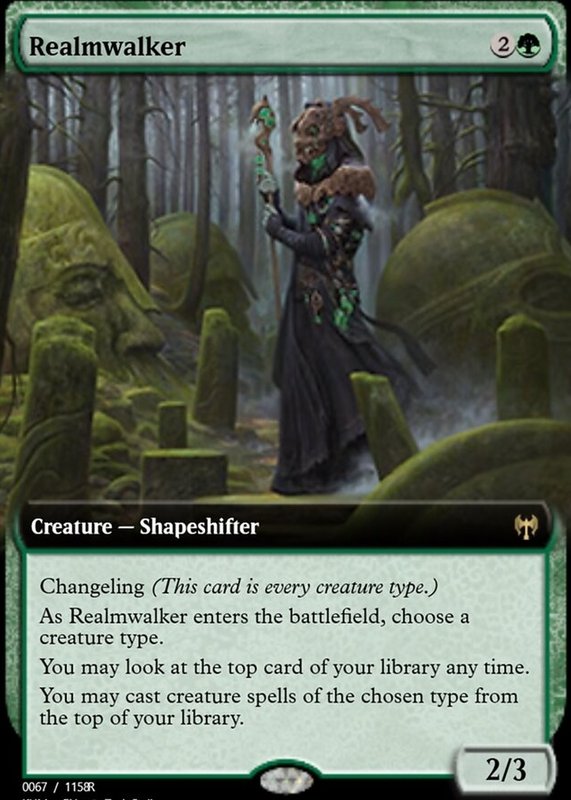 Realmwalker
2
Creature — Shapeshifter
Changeling (This card is every creature type.)
As Realmwalker enters the battlefield, choose a
creature type.
You may look at the top card of your library any time.
You may cast creature spells of the chosen type from
the top of your library.
2/3
0067 / 1158R